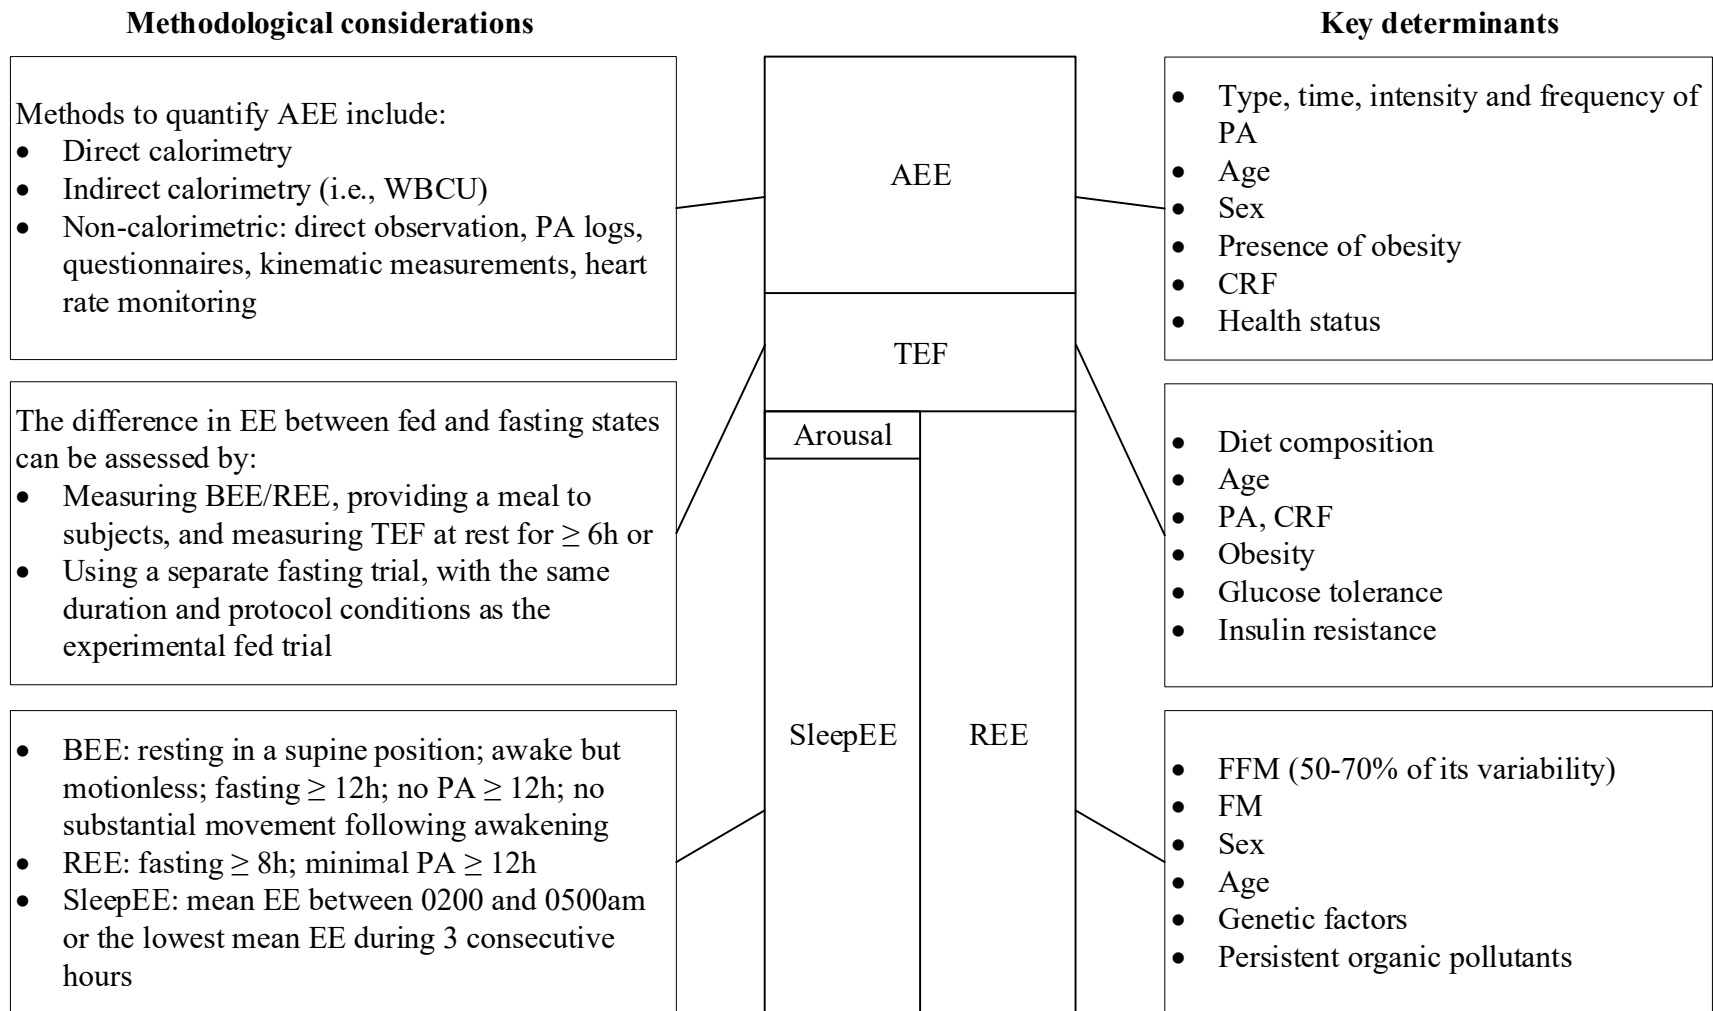 Methodological considerations
Key determinants
Methods to quantify AEE include:
• Direct calorimetry
• Indirect calorimetry (i.e., WBCU)
• Non-calorimetric: direct observation, PA logs,
questionnaires, kinematic measurements, heart
rate monitoring
AEE
• Type, time, intensity and frequency of
PA
• Age
• Sex
• Presence of obesity
• CRF
• Health status
The difference in EE between fed and fasting states
can be assessed by:
• Measuring BEE/REE, providing a meal to
subjects, and measuring TEF at rest for ≥ 6h or
• Using a separate fasting trial, with the same
duration and protocol conditions as the
experimental fed trial
TEF
• Diet composition
• Age
• PA, CRF
• Obesity
• Glucose tolerance
• Insulin resistance
Arousal
• BEE: resting in a supine position; awake but
motionless; fasting ≥ 12h; no PA ≥ 12h; no
substantial movement following awakening
• REE: fasting ≥ 8h; minimal PA ≥ 12h
• SleepEE: mean EE between 0200 and 0500am
or the lowest mean EE during 3 consecutive
hours
SleepEE
REE
• FFM (50-70% of its variability)
• FM
• Sex
• Age
• Genetic factors
• Persistent organic pollutants